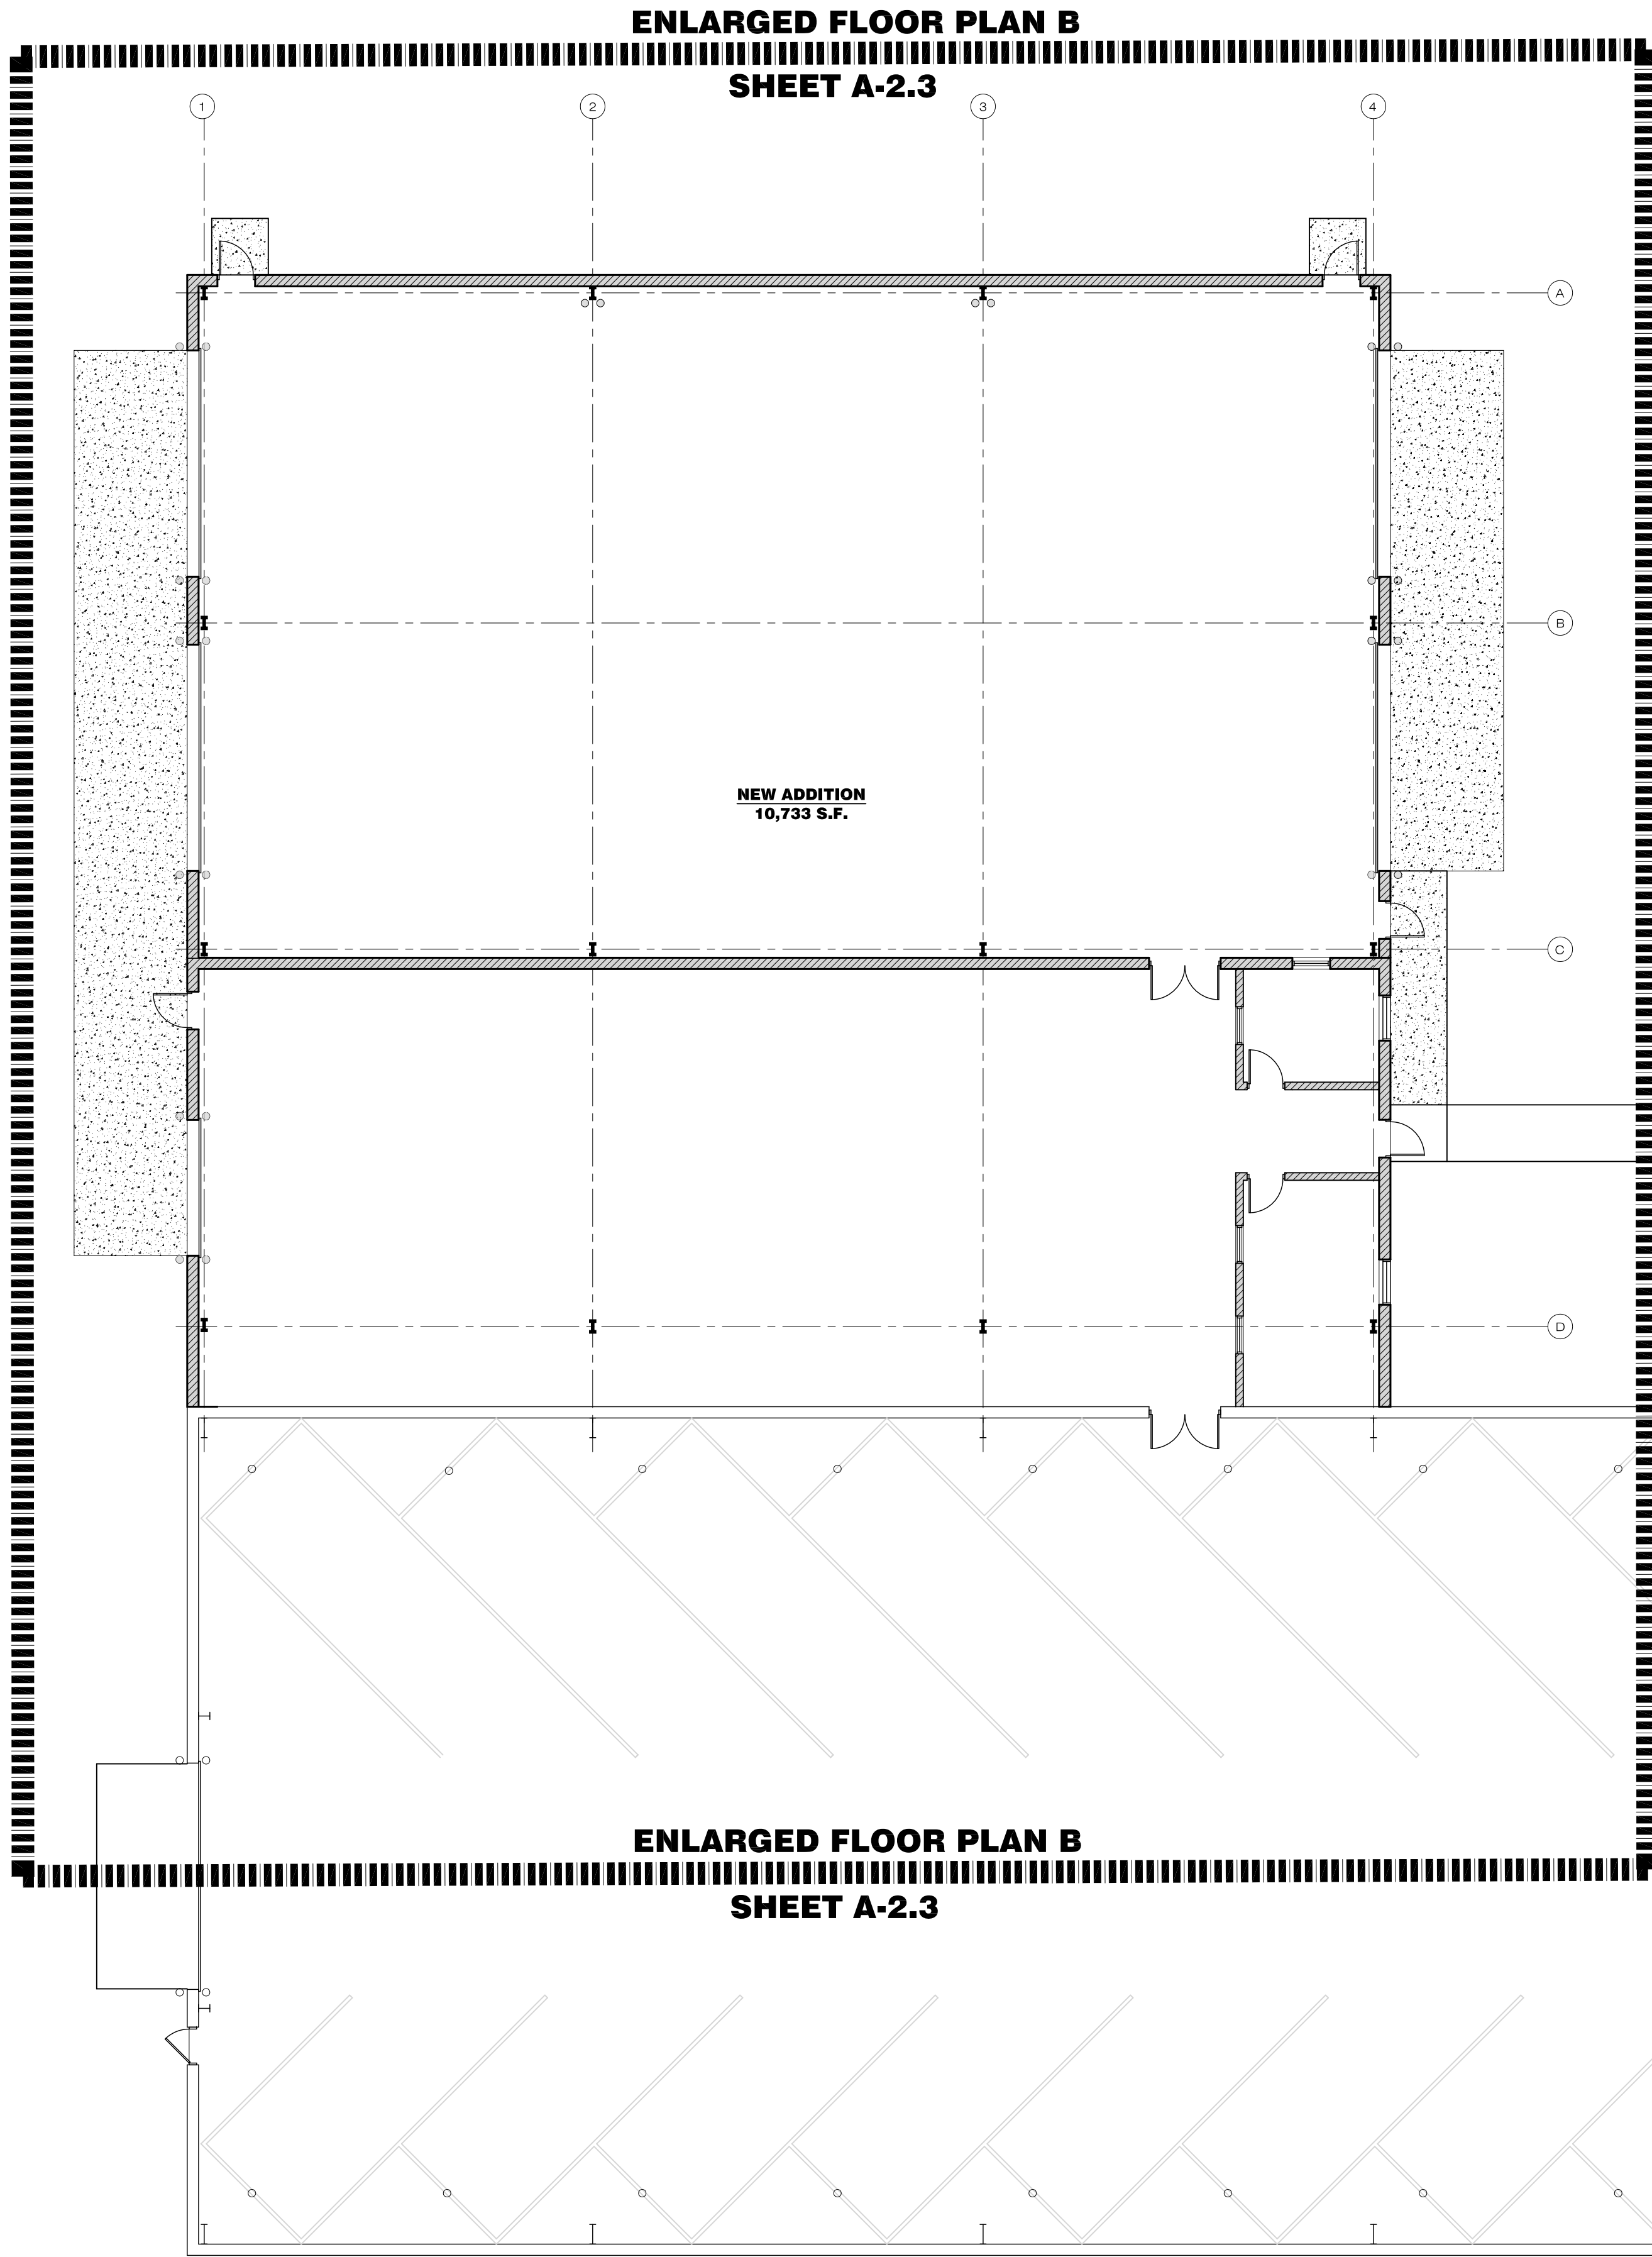 ENLARGED FLOOR PLAN B
SHEET A-2.3
1
2
3
4
A
B
NEW ADDITION
10,733 S.F.
C
D
ENLARGED FLOOR PLAN B
SHEET A-2.3